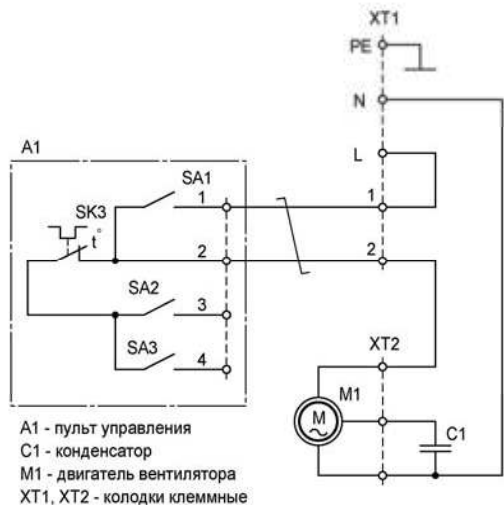 XT1
PE
N
A1
L
SA1
1
1
SK3
t°
2
2
SA2
3
SA3
4
XT2
M1
M
C1
A1 - пульт управления
C1 - конденсатор
M1 - двигатель вентилятора
XT1, XT2 - колодки клеммные